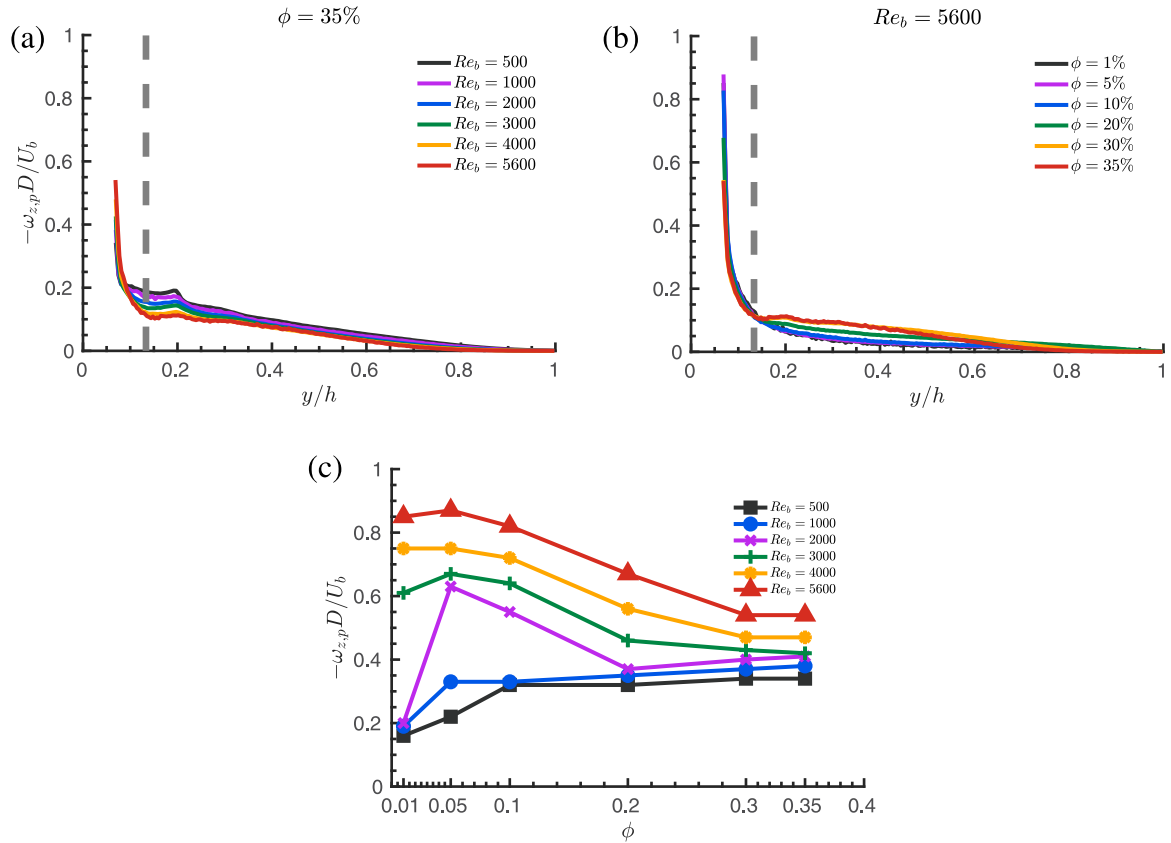 ϕ = 35%
(a)
1
0.8
0.6
0.4
0.2
0
−ω_{z,p}D/U_b
Re_b = 500
Re_b = 1000
Re_b = 2000
Re_b = 3000
Re_b = 4000
Re_b = 5600
0 0.2 0.4 0.6 0.8 1
y/h
Re_b = 5600
(b)
1
0.8
0.6
0.4
0.2
0
ϕ = 1%
ϕ = 5%
ϕ = 10%
ϕ = 20%
ϕ = 30%
ϕ = 35%
0 0.2 0.4 0.6 0.8 1
y/h
(c)
1
0.8
0.6
0.4
0.2
0
−ω_{z,p}D/U_b
Re_b = 500
Re_b = 1000
Re_b = 2000
Re_b = 3000
Re_b = 4000
Re_b = 5600
0.01 0.05 0.1 0.2 0.3 0.35 0.4
ϕ